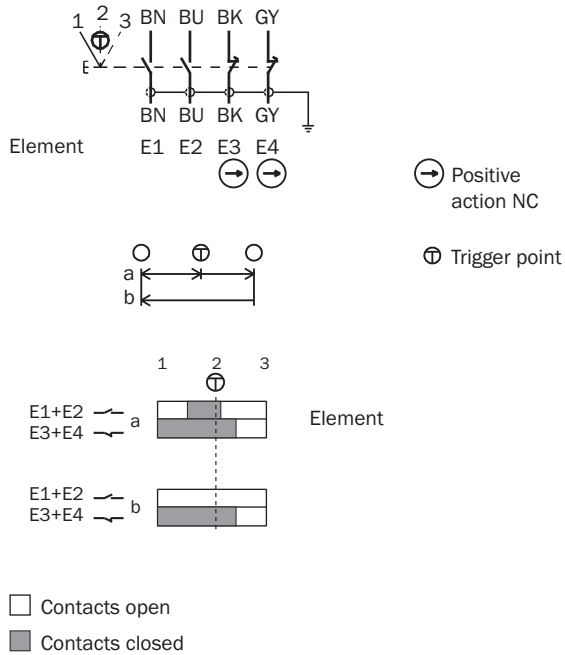 1 2 3 BN BU BK GY
E
BN BU BK GY
Element E1 E2 E3 E4
Positive
action NC
Trigger point
a
b
1 2 3
E1+E2
a
E3+E4
Element
E1+E2
b
E3+E4
Contacts open
Contacts closed